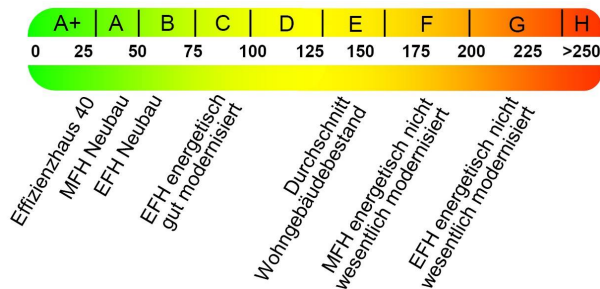 A+ A B C D E F G H
0 25 50 75 100 125 150 175 200 225 >250
Effizienzhaus 40
MFH Neubau
EFH Neubau
EFH energetisch
gut modernisiert
Durchschnitt
Wohngebäudebestand
MFH energetisch nicht
wesentlich modernisiert
EFH energetisch nicht
wesentlich modernisiert